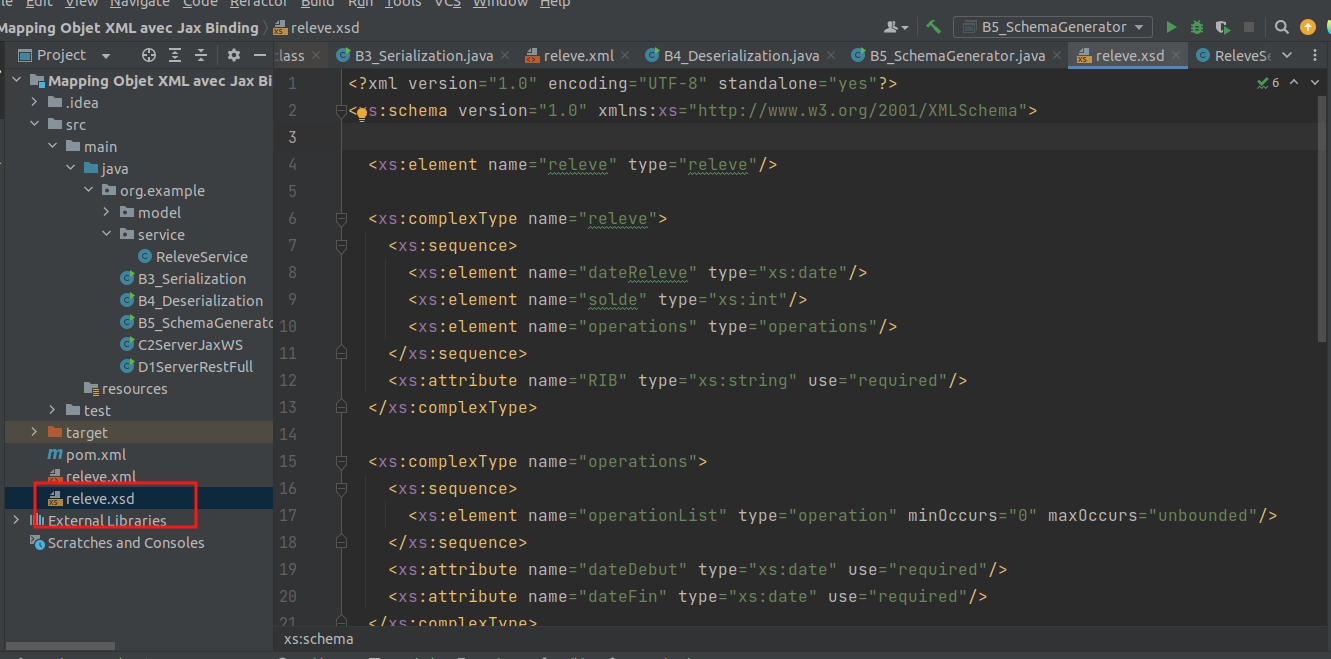 Edit View Navigate Code Refactor Build Run Tools VCS Window Help
Mapping Objet XML avec Jax Binding releve.xsd B5_SchemaGenerator
Project
B3_Serialization.java releve.xml B4_Deserialization.java B5_SchemaGenerator.java releve.xsd
Mapping Objet XML avec Jax Bi
.idea
src
main
java
org.example
model
service
ReleveService
B3_Serialization
B4_Deserialization
B5_SchemaGenerato
C2ServerJaxWS
D1ServerRestFull
resources
test
target
pom.xml
releve.xml
releve.xsd
External Libraries
Scratches and Consoles
6
1 <?xml version="1.0" encoding="UTF-8" standalone="yes"?>
2 <xs:schema version="1.0" xmlns:xs="http://www.w3.org/2001/XMLSchema">
3
4 <xs:element name="releve" type="releve"/>
5
6 <xs:complexType name="releve">
7 <xs:sequence>
8 <xs:element name="dateReleve" type="xs:date"/>
9 <xs:element name="solde" type="xs:int"/>
10 <xs:element name="operations" type="operations"/>
11 </xs:sequence>
12 <xs:attribute name="RIB" type="xs:string" use="required"/>
13 </xs:complexType>
14
15 <xs:complexType name="operations">
16 <xs:sequence>
17 <xs:element name="operationList" type="operation" minOccurs="0" maxOccurs="unbounded"/>
18 </xs:sequence>
19 <xs:attribute name="dateDebut" type="xs:date" use="required"/>
20 <xs:attribute name="dateFin" type="xs:date" use="required"/>
21 </xs:complexType>
xs:schema